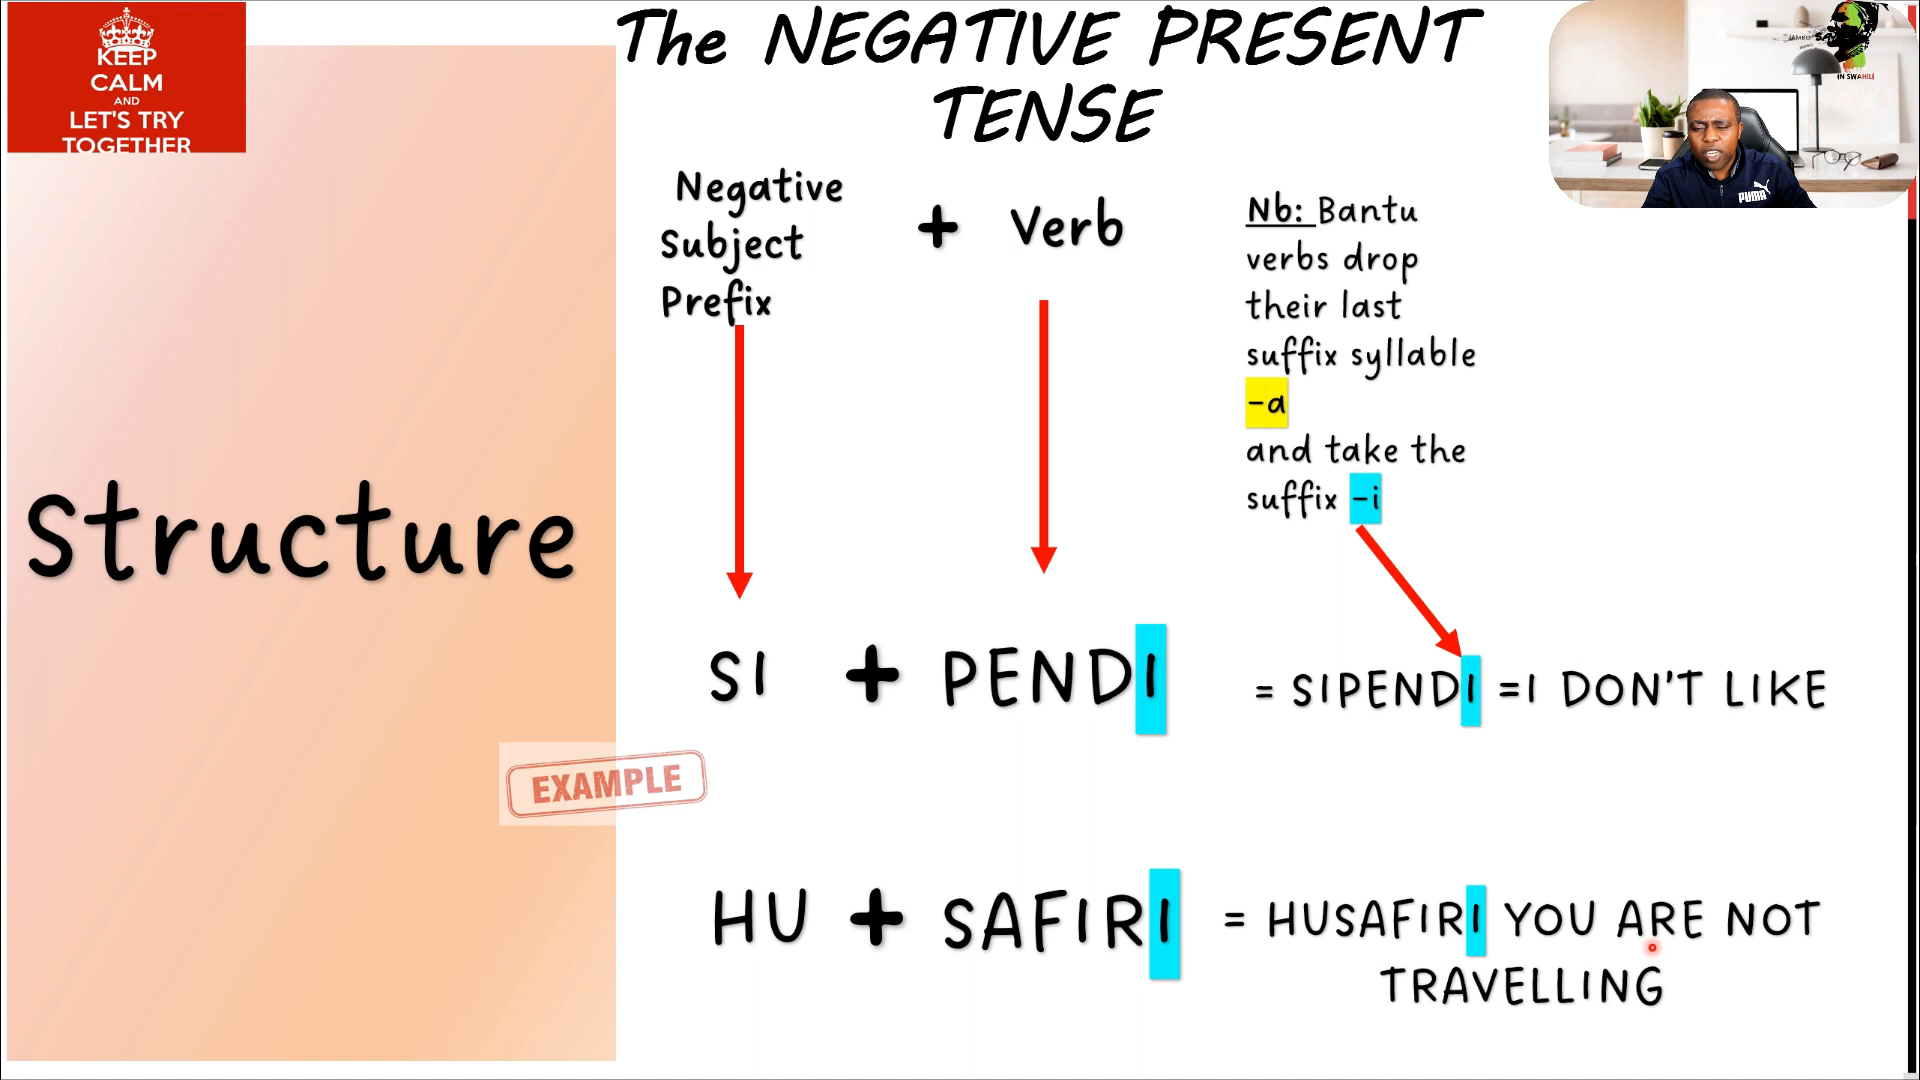 KEEP
CALM
AND
LET'S TRY
TOGETHER
The NEGATIVE PRESENT
TENSE
Structure
Negative
Subject
Prefix
+ Verb
Nb: Bantu
verbs drop
their last
suffix syllable
-a
and take the
suffix -i
SI + PENDI = SIPENDI =I DON'T LIKE
EXAMPLE
HU + SAFIRI = HUSAFIRI YOU ARE NOT
TRAVELLING
JAMBO
IN SWAHILI
PUMA